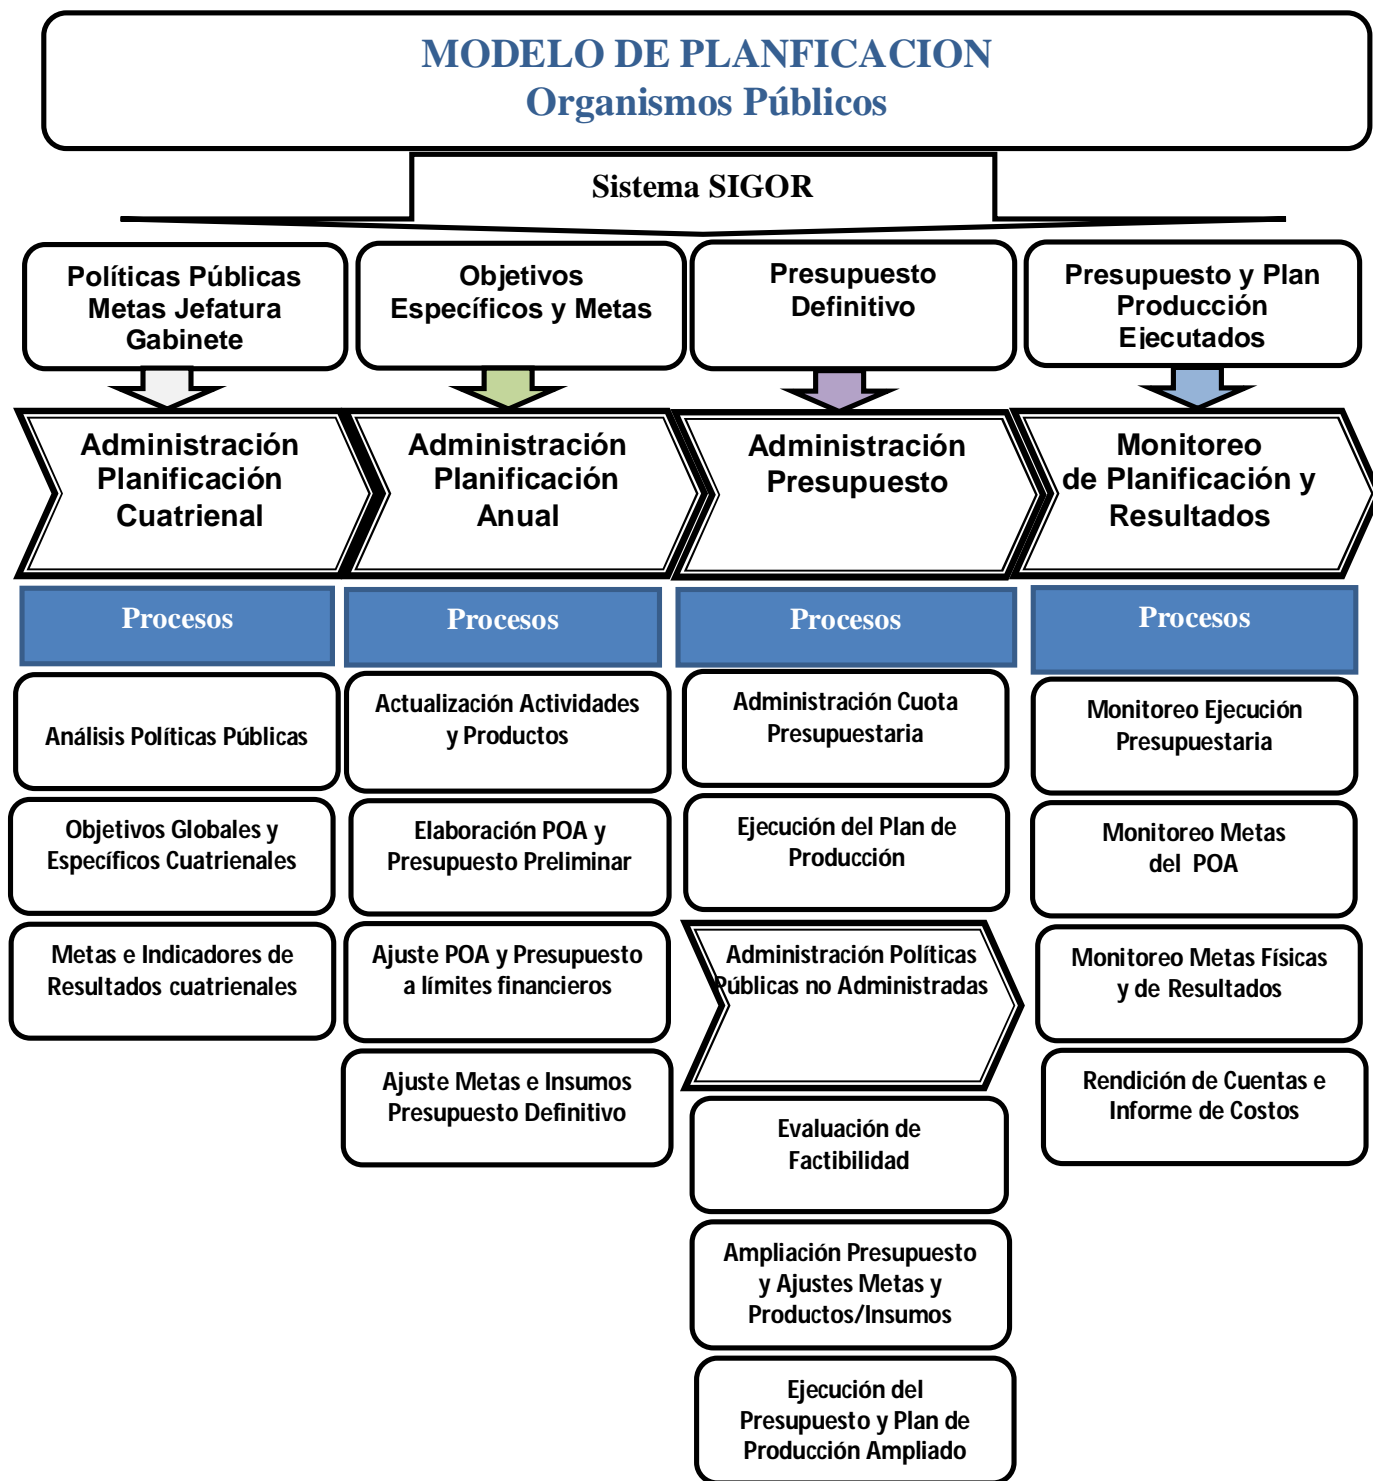 MODELO DE PLANFICACION
Organismos Públicos
Sistema SIGOR
Políticas Públicas
Metas Jefatura
Gabinete
Objetivos
Específicos y Metas
Presupuesto
Definitivo
Presupuesto y Plan
Producción
Ejecutados
Administración
Planificación
Cuatrienal
Administración
Planificación
Anual
Administración
Presupuesto
Monitoreo
de Planificación y
Resultados
Procesos
Procesos
Procesos
Procesos
Análisis Políticas Públicas
Objetivos Globales y
Específicos Cuatrienales
Metas e Indicadores de
Resultados cuatrienales
Actualización Actividades
y Productos
Elaboración POA y
Presupuesto Preliminar
Ajuste POA y Presupuesto
a límites financieros
Ajuste Metas e Insumos
Presupuesto Definitivo
Administración Cuota
Presupuestaria
Ejecución del Plan de
Producción
Administración Políticas
Públicas no Administradas
Evaluación de
Factibilidad
Ampliación Presupuesto
y Ajustes Metas y
Productos/Insumos
Ejecución del
Presupuesto y Plan de
Producción Ampliado
Monitoreo Ejecución
Presupuestaria
Monitoreo Metas
del POA
Monitoreo Metas Físicas
y de Resultados
Rendición de Cuentas e
Informe de Costos